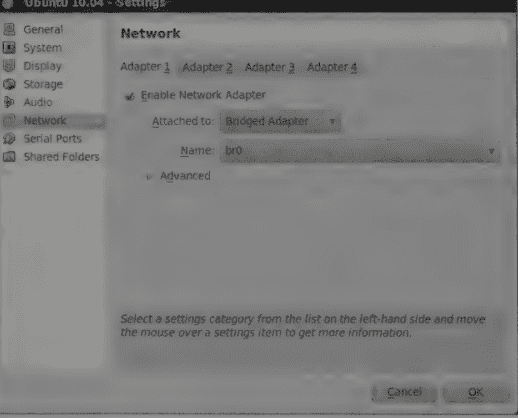 Ubuntu 10.04 - Settings
General
System
Display
Storage
Audio
Network
Serial Ports
Shared Folders
Network
Adapter 1 Adapter 2 Adapter 3 Adapter 4
Enable Network Adapter
Attached to: Bridged Adapter
Name: br0
Advanced
Select a settings category from the list on the left-hand side and move
the mouse over a settings item to get more information.
Cancel OK